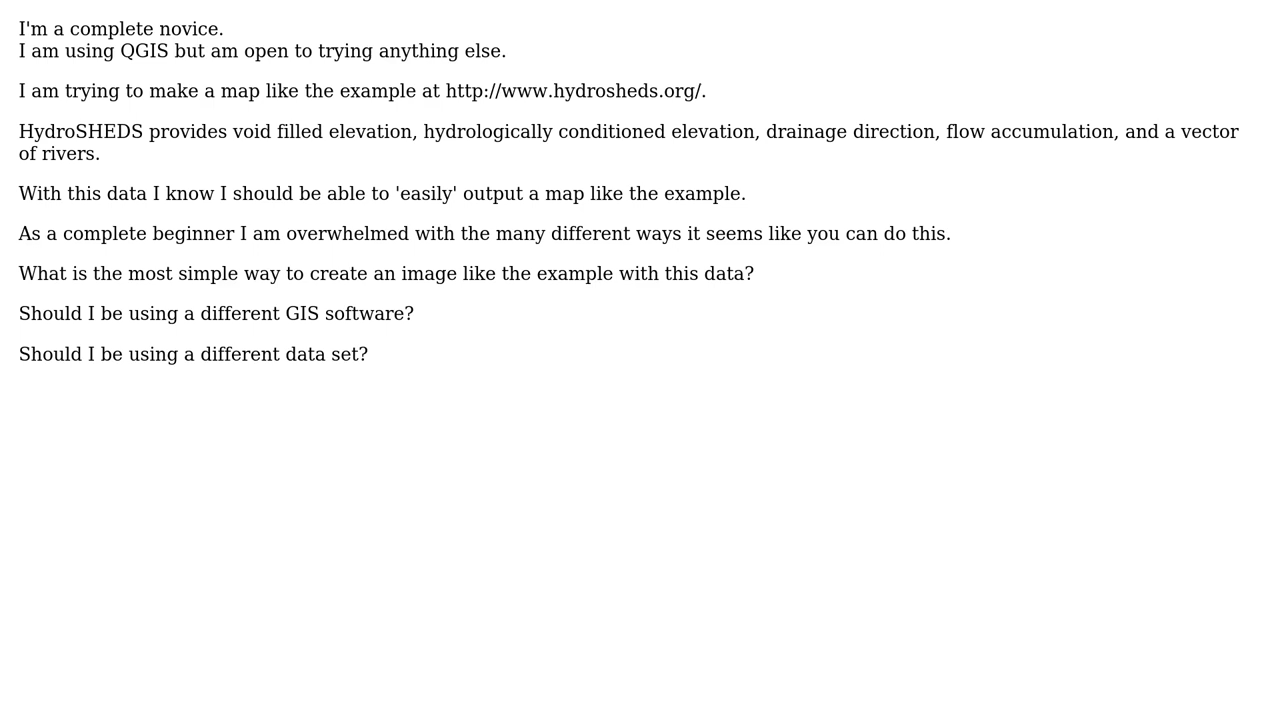 I'm a complete novice.
I am using QGIS but am open to trying anything else.
I am trying to make a map like the example at http://www.hydrosheds.org/.
HydroSHEDS provides void filled elevation, hydrologically conditioned elevation, drainage direction, flow accumulation, and a vector
of rivers.
With this data I know I should be able to 'easily' output a map like the example.
As a complete beginner I am overwhelmed with the many different ways it seems like you can do this.
What is the most simple way to create an image like the example with this data?
Should I be using a different GIS software?
Should I be using a different data set?